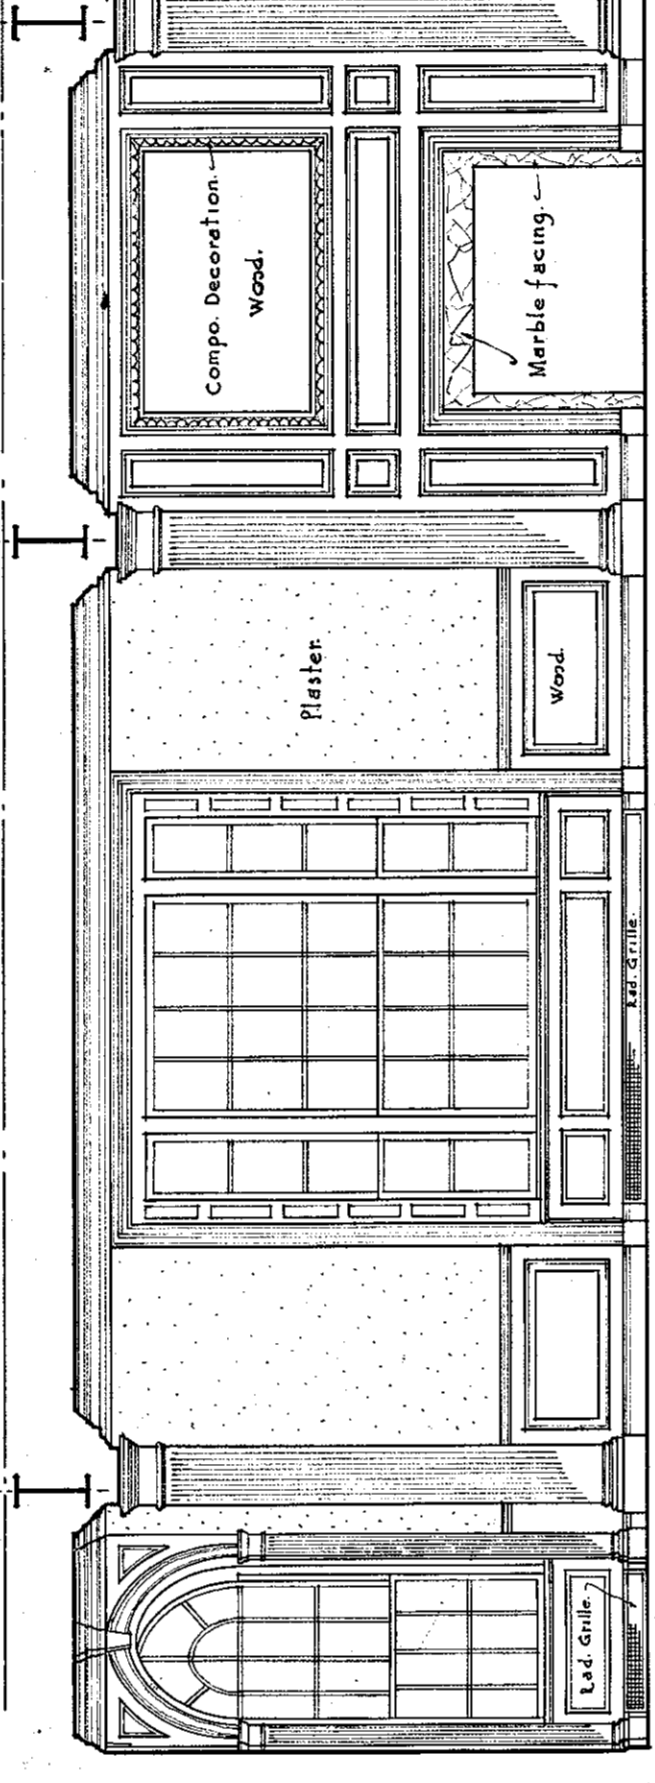 Compo. Decoration.
Wood.
Marble facing.
Plaster.
Wood.
Rad. Grille.
Rad. Grille.